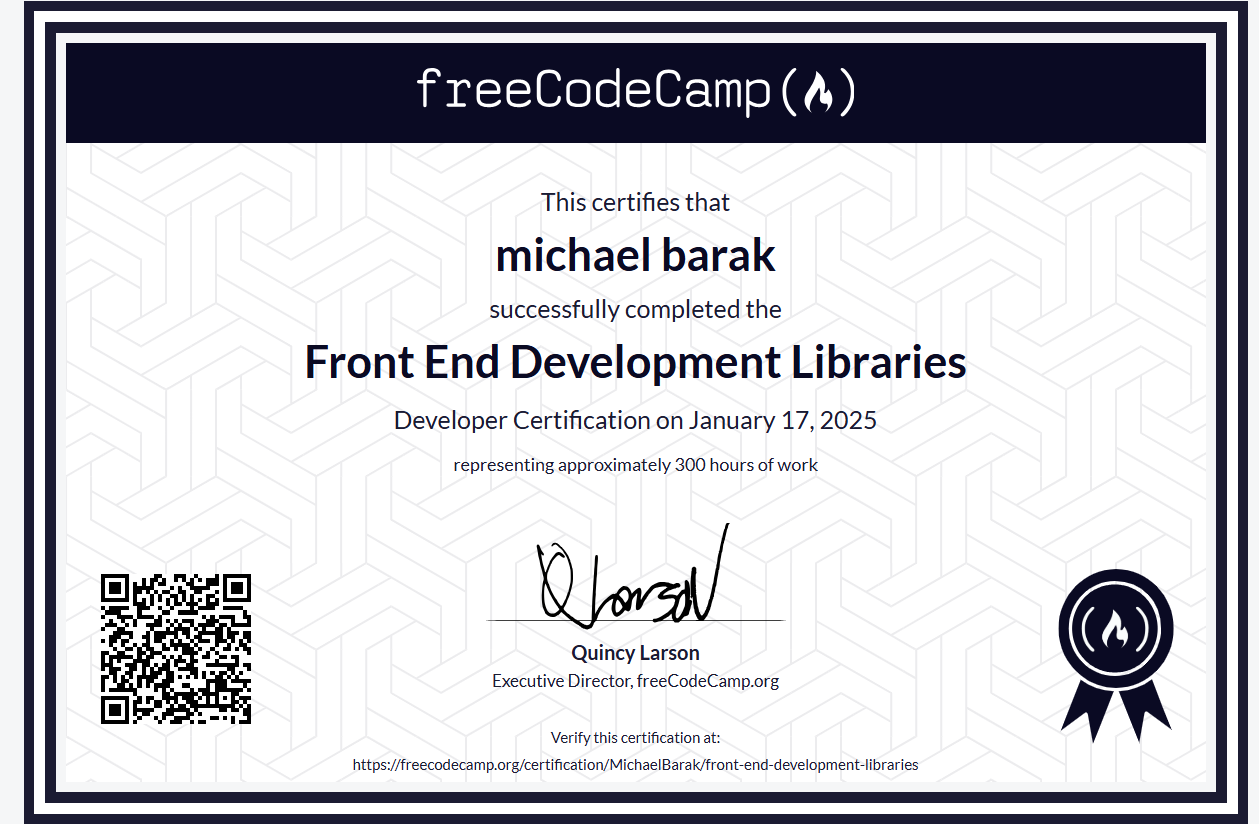 freeCodeCamp(🔥)
This certifies that
michael barak
successfully completed the
Front End Development Libraries
Developer Certification on January 17, 2025
representing approximately 300 hours of work
Q Larson
Quincy Larson
Executive Director, freeCodeCamp.org
Verify this certification at:
https://freecodecamp.org/certification/MichaelBarak/front-end-development-libraries